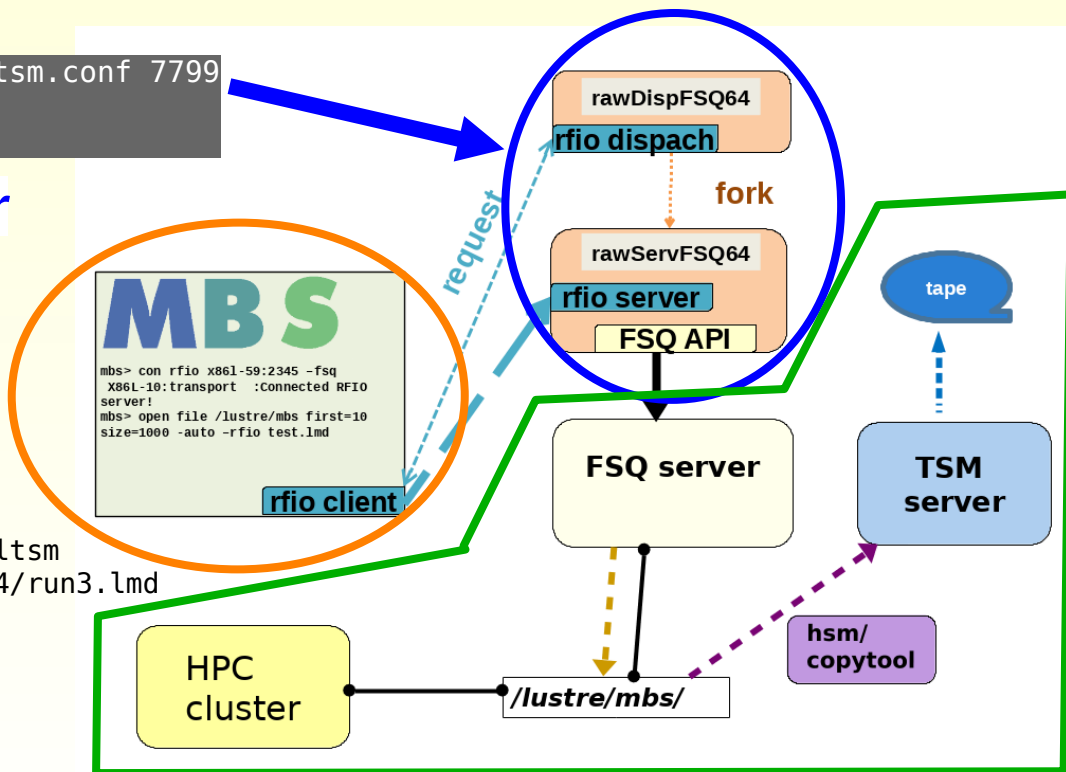 tsm.conf 7799
rawDispFSQ64
rfio dispach
fork
request
r
rawServFSQ64
rfio server
FSQ API
tape
MBS
mbs> con rfio x86l-59:2345 –fsq
X86L-10:transport :Connected RFIO
server!
mbs> open file /lustre/mbs first=10
size=1000 -auto –rfio test.lmd
rfio client
FSQ server
TSM
server
ltsm
4/run3.lmd
hsm/
copytool
HPC
cluster
/lustre/mbs/